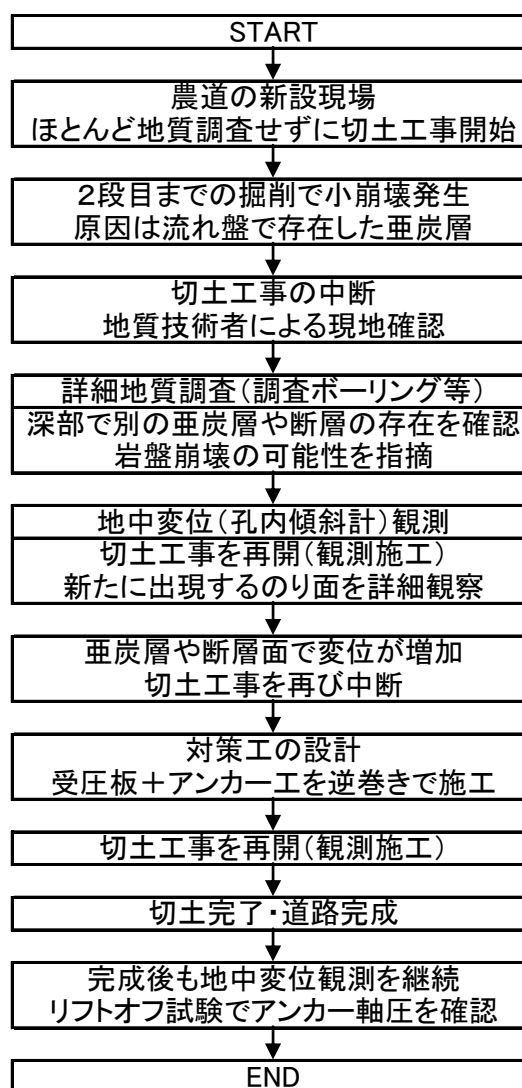 START
農道の新設現場
ほとんど地質調査せずに切土工事開始
２段目までの掘削で小崩壊発生
原因は流れ盤で存在した亜炭層
切土工事の中断
地質技術者による現地確認
詳細地質調査（調査ボーリング等）
深部で別の亜炭層や断層の存在を確認
岩盤崩壊の可能性を指摘
地中変位（孔内傾斜計）観測
切土工事を再開（観測施工）
新たに出現するのり面を詳細観察
亜炭層や断層面で変位が増加
切土工事を再び中断
対策工の設計
受圧板＋アンカー工を逆巻きで施工
切土工事を再開（観測施工）
切土完了・道路完成
完成後も地中変位観測を継続
リフトオフ試験でアンカー軸圧を確認
END